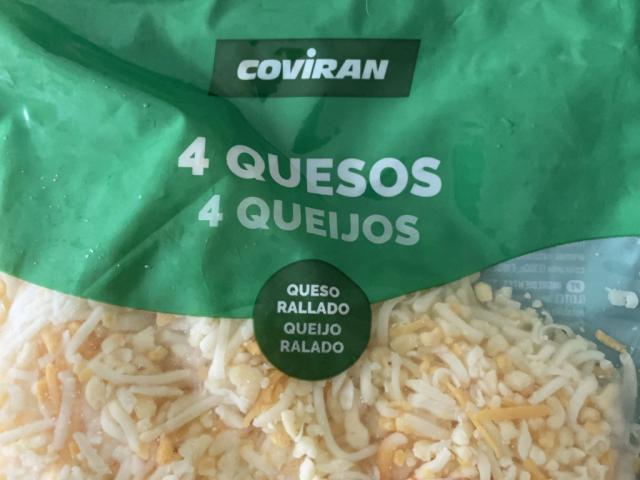 COVIRAN
4 QUESOS
4 QUEIJOS
QUESO
RALLADO
QUEIJO
RALADO